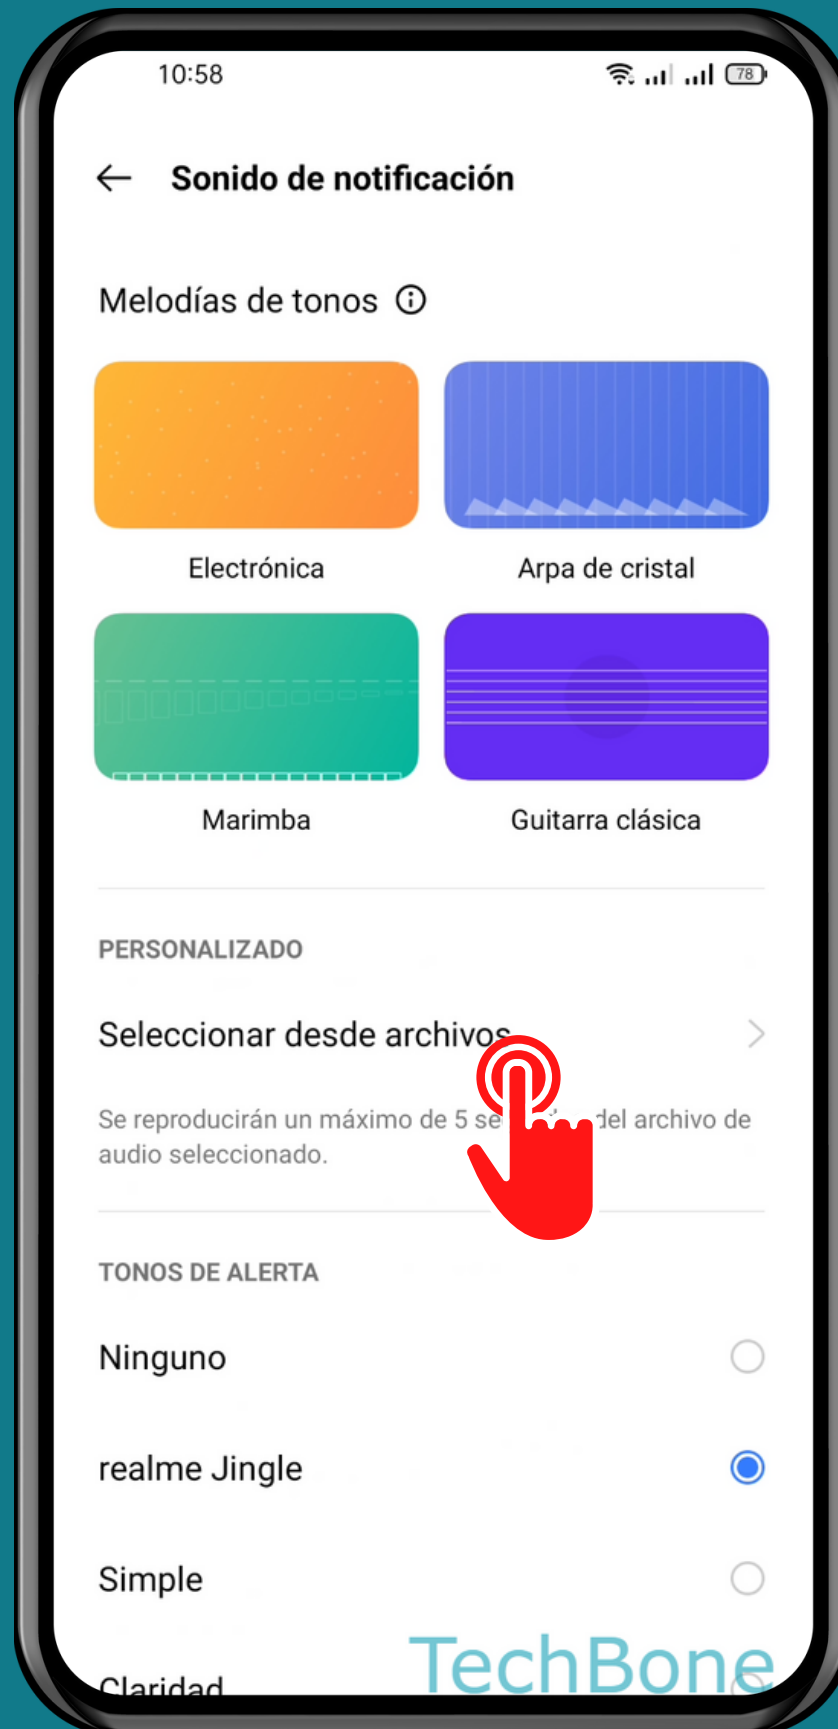 10:58
78
Sonido de notificación
Melodías de tonos
Electrónica
Arpa de cristal
Marimba
Guitarra clásica
PERSONALIZADO
Seleccionar desde archivos
Se reproducirán un máximo de 5 se del archivo de
audio seleccionado.
TONOS DE ALERTA
Ninguno
realme Jingle
Simple
Claridad
TechBone